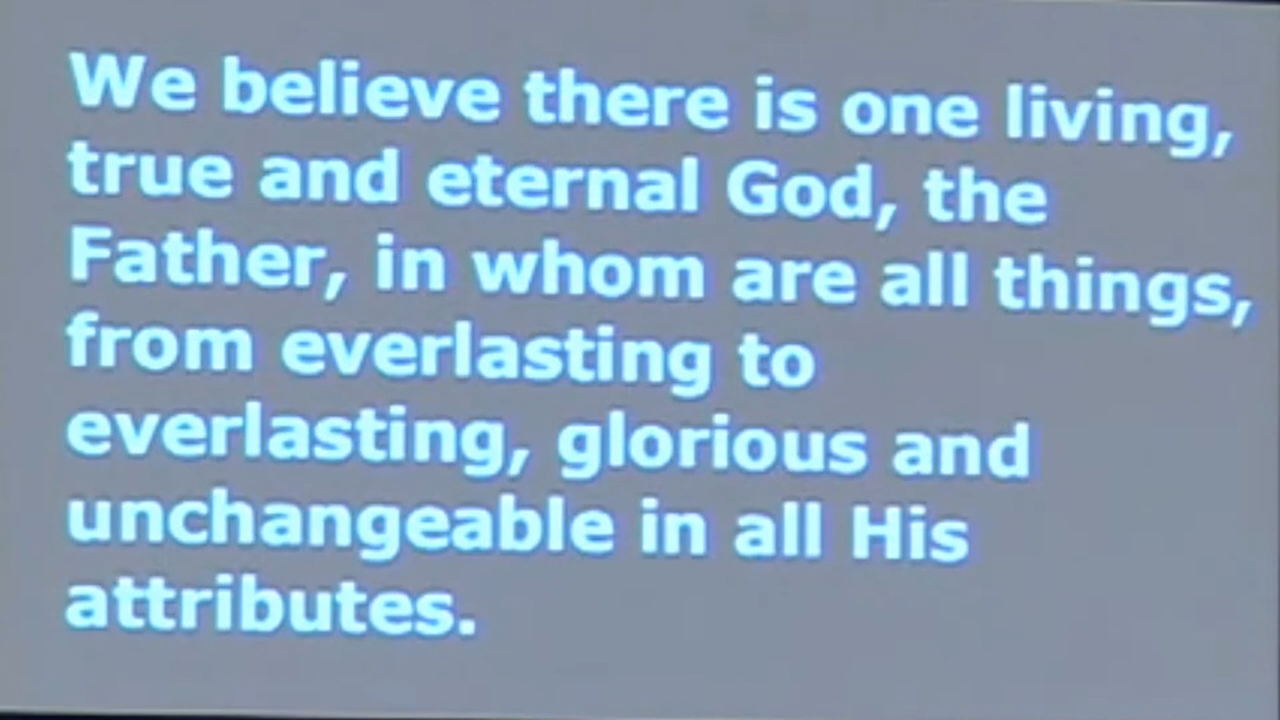 We believe there is one living,
true and eternal God, the
Father, in whom are all things,
from everlasting to
everlasting, glorious and
unchangeable in all His
attributes.